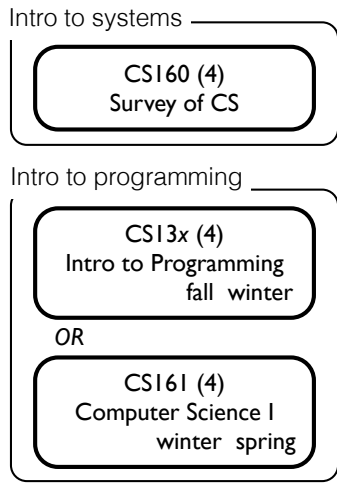 Intro to systems
CS160 (4)
Survey of CS
Intro to programming
CS13x (4)
Intro to Programming
fall winter
OR
CS161 (4)
Computer Science I
winter spring